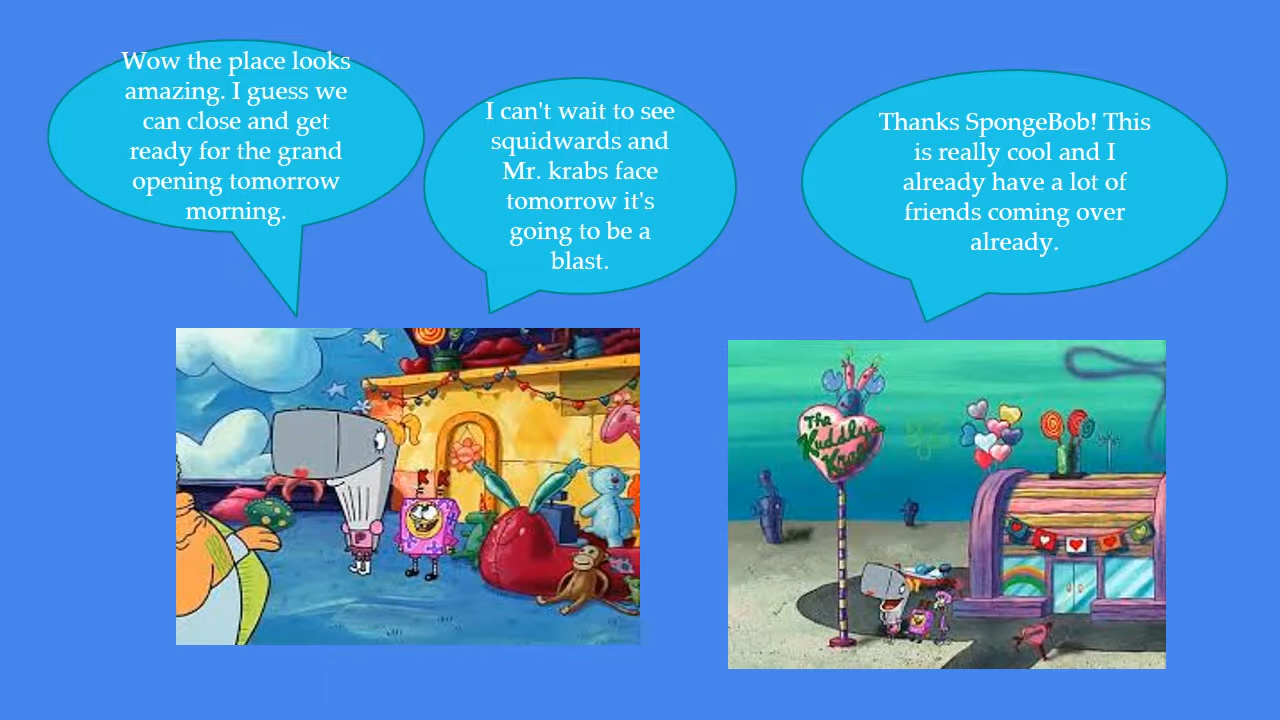 Wow the place looks
amazing. I guess we
can close and get
ready for the grand
opening tomorrow
morning.
I can't wait to see
squidwards and
Mr. krabs face
tomorrow it's
going to be a
blast.
Thanks SpongeBob! This
is really cool and I
already have a lot of
friends coming over
already.
The
Kuddly